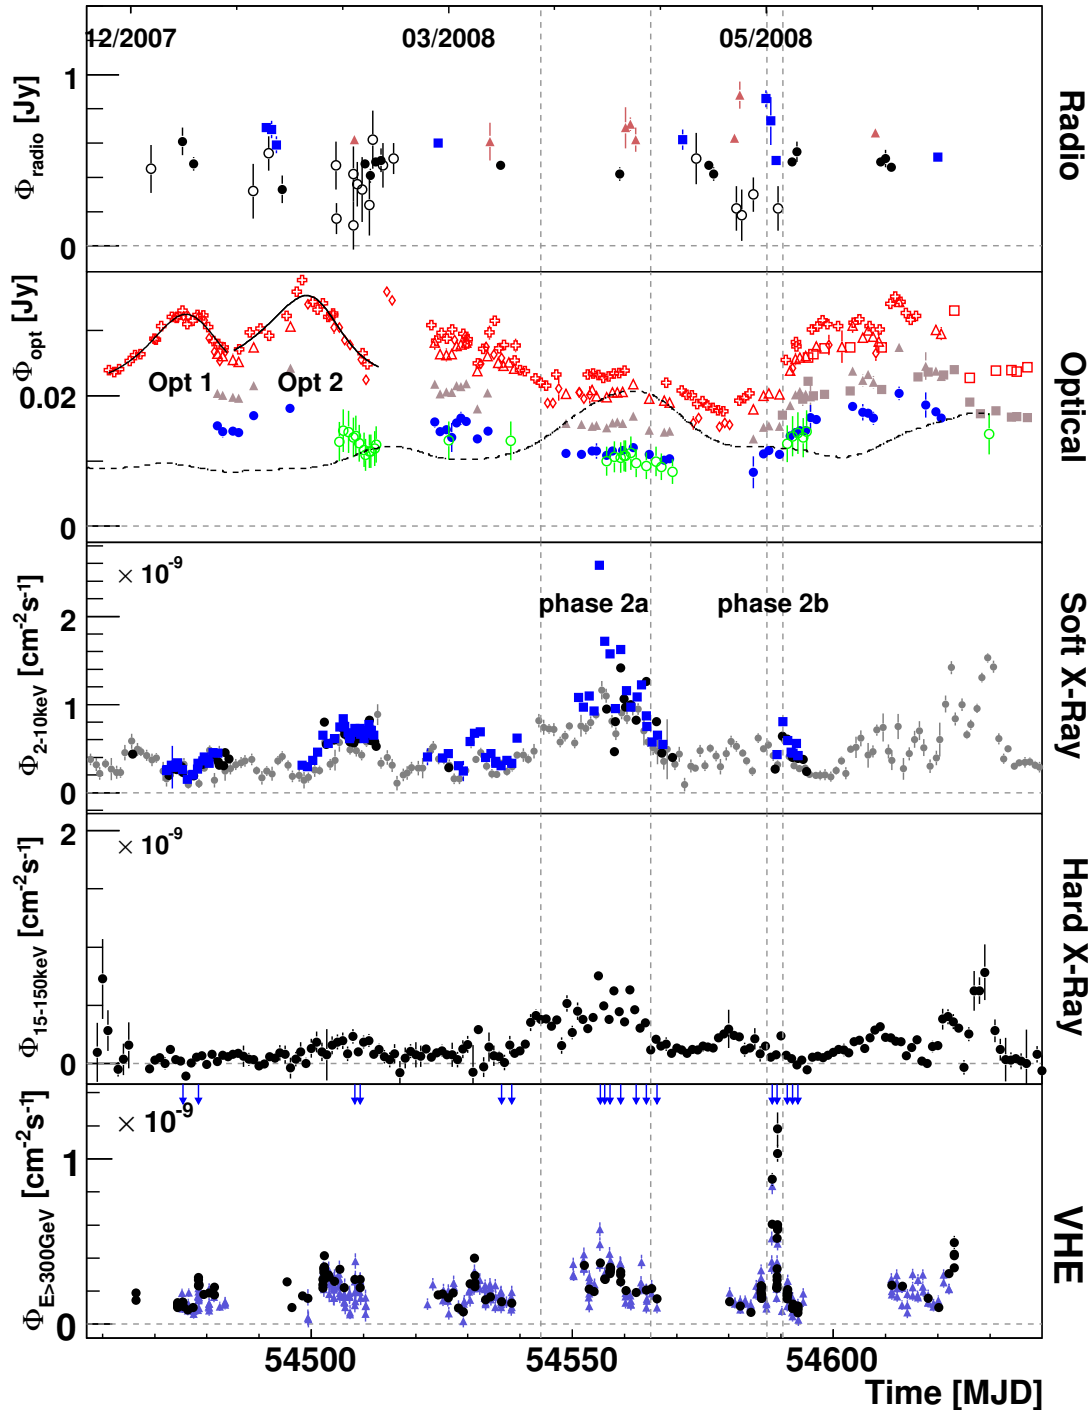 12/2007 03/2008 05/2008
1
0
Φradio [Jy]
Radio
Opt 1 Opt 2
0.02
0
Φopt [Jy]
Optical
× 10-9
phase 2a phase 2b
2
1
0
Φ2-10keV [cm-2s-1]
Soft X-Ray
2
× 10-9
0
Φ15-150keV [cm-2s-1]
Hard X-Ray
× 10-9
1
0
ΦE>300GeV [cm-2s-1]
VHE
54500 54550 54600
Time [MJD]